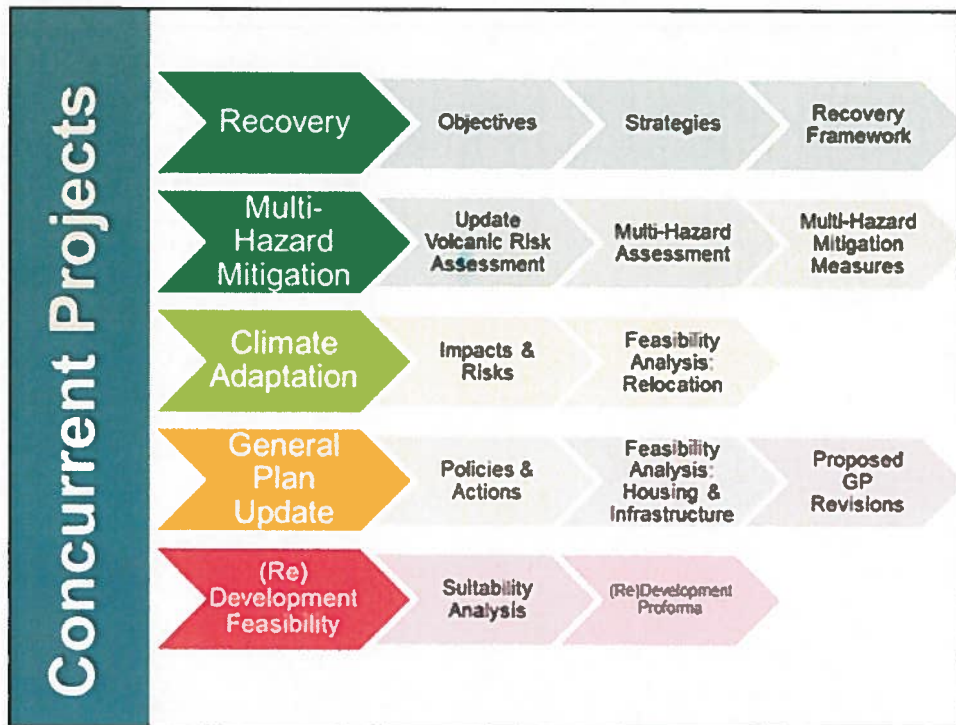 Concurrent Projects
Recovery
Objectives
Strategies
Recovery
Framework
Multi-
Hazard
Mitigation
Update
Volcanic Risk
Assessment
Multi-Hazard
Assessment
Multi-Hazard
Mitigation
Measures
Climate
Adaptation
Impacts &
Risks
Feasibility
Analysis:
Relocation
General
Plan
Update
Policies &
Actions
Feasibility
Analysis:
Housing &
Infrastructure
Proposed
GP
Revisions
(Re)
Development
Feasibility
Suitability
Analysis
(Re)Development
Proforma